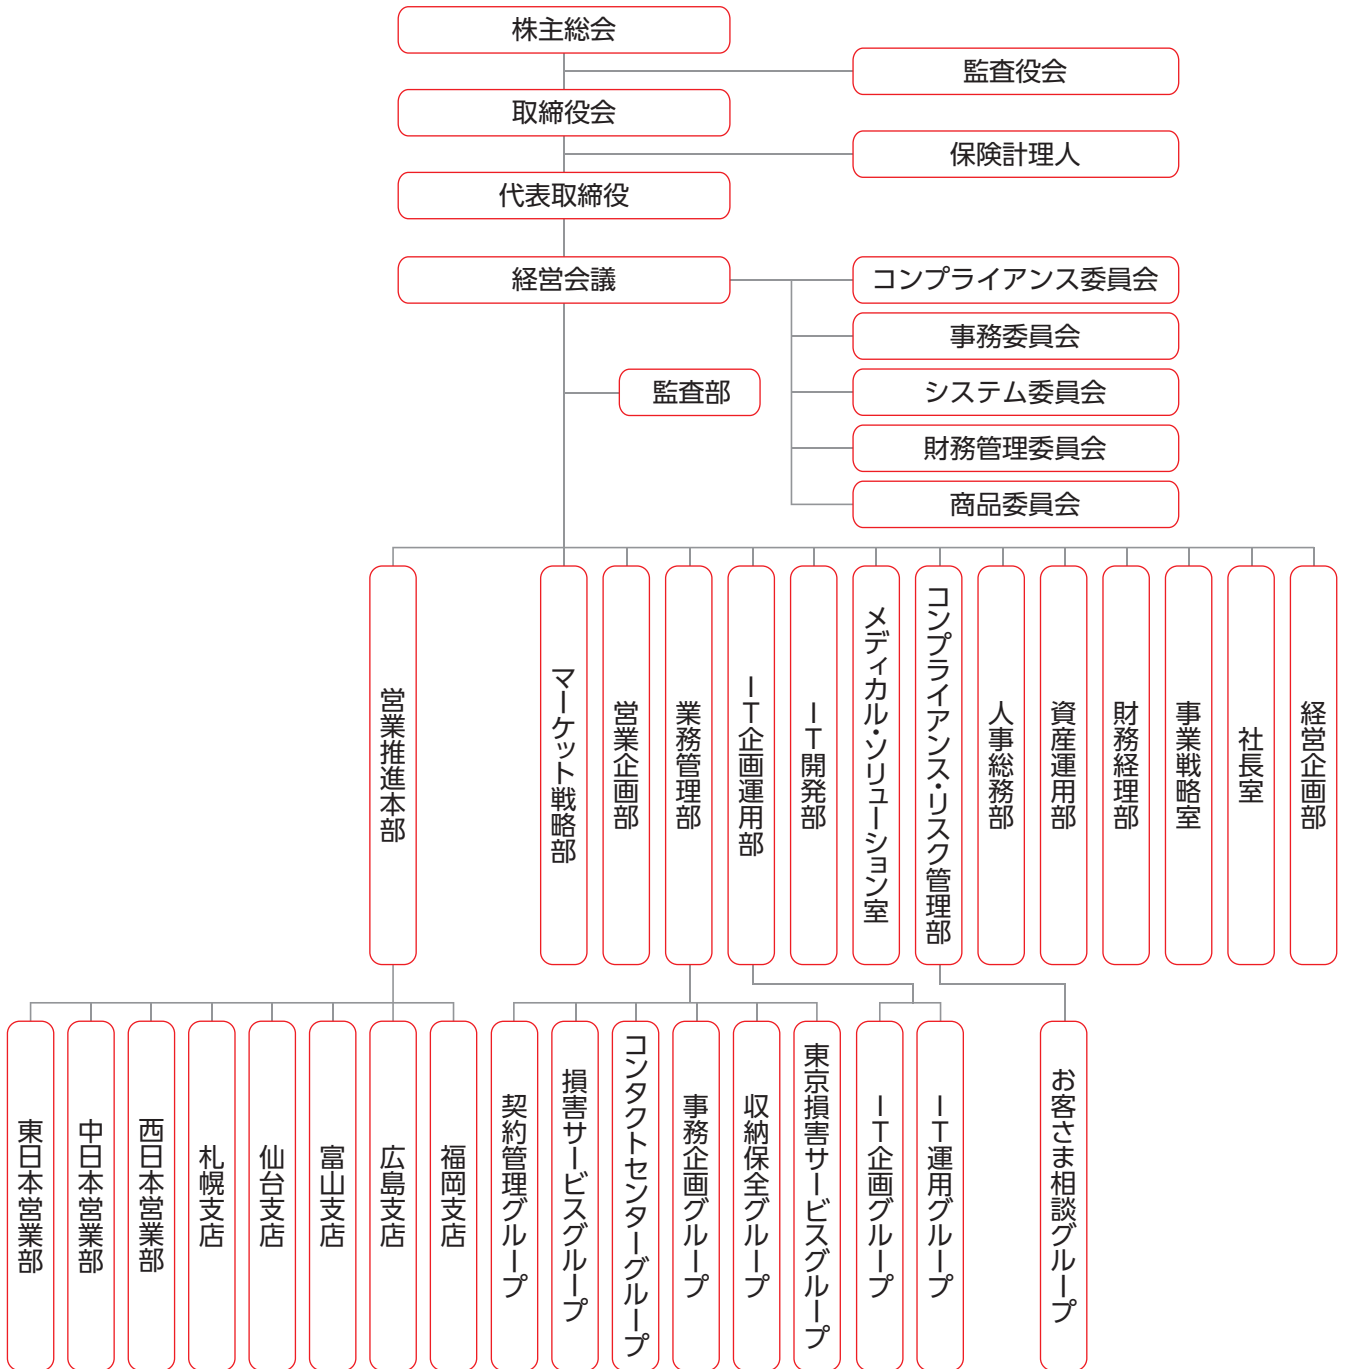 株主総会
監査役会
取締役会
保険計理人
代表取締役
経営会議
コンプライアンス委員会
事務委員会
監査部
システム委員会
財務管理委員会
商品委員会
営業推進本部
マーケット戦略部
営業企画部
業務管理部
IT企画運用部
IT開発部
メディカル・ソリューション室
コンプライアンス・リスク管理部
人事総務部
資産運用部
財務経理部
事業戦略室
社長室
経営企画部
東日本営業部
中日本営業部
西日本営業部
札幌支店
仙台支店
富山支店
広島支店
福岡支店
契約管理グループ
損害サービスグループ
コンタクトセンターグループ
事務企画グループ
収納保全グループ
東京損害サービスグループ
IT企画グループ
IT運用グループ
お客さま相談グループ